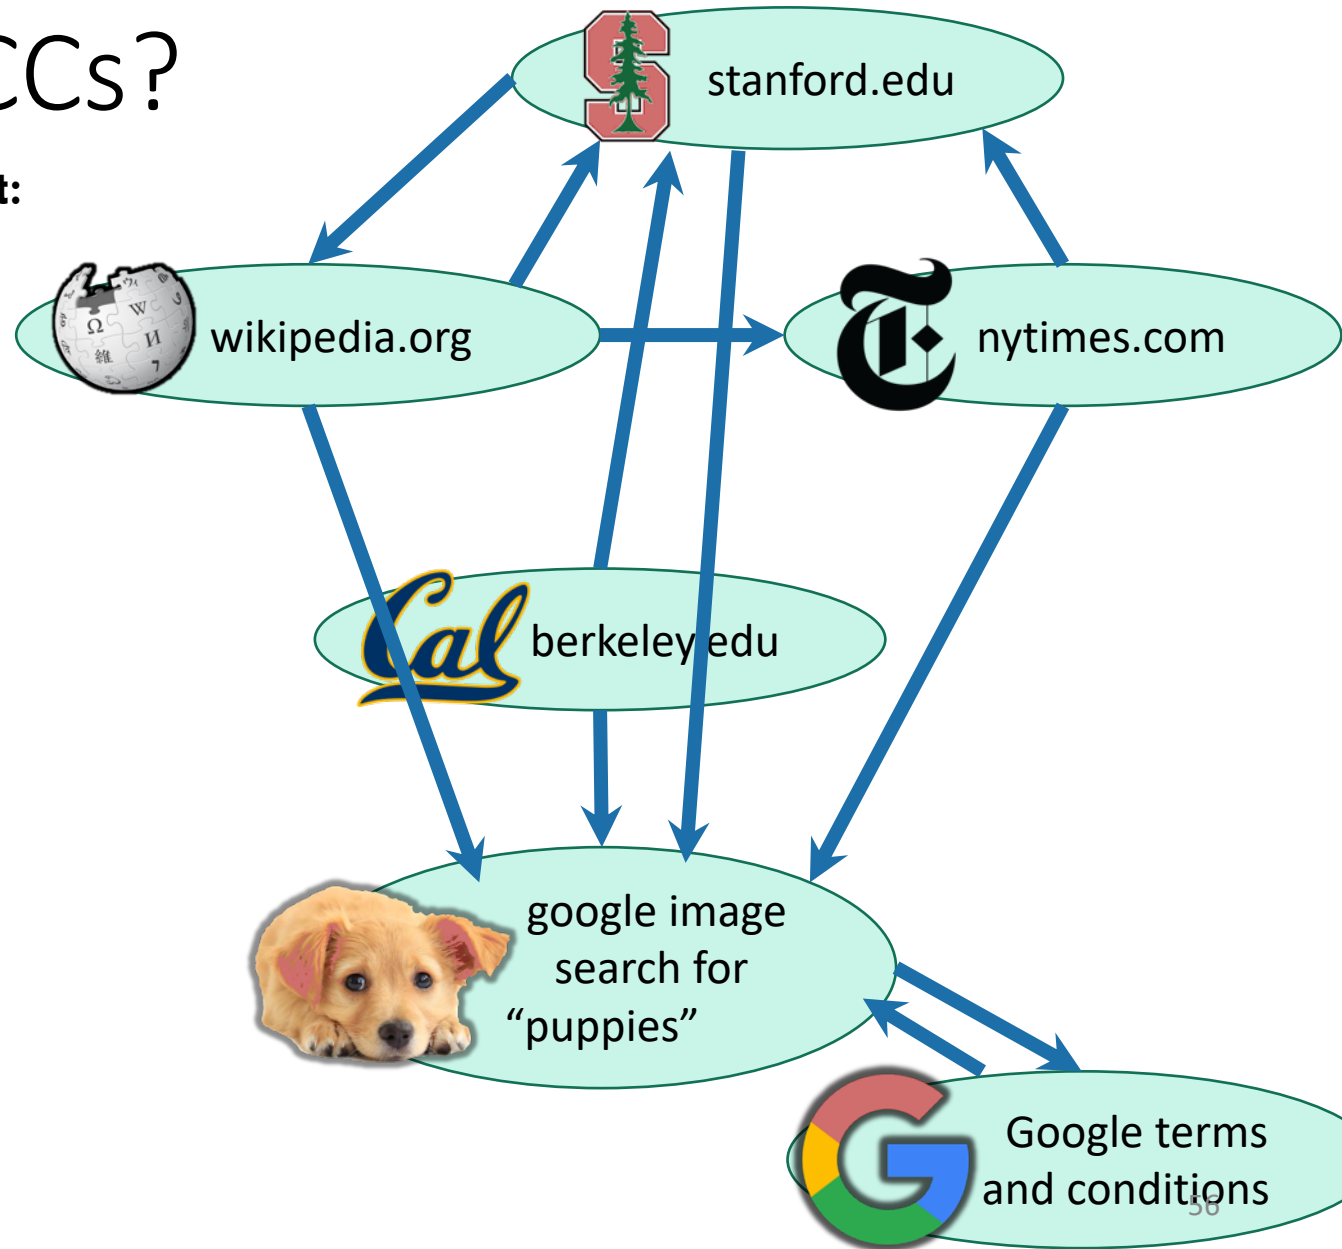 CCs?
t:
stanford.edu
wikipedia.org
nytimes.com
Cal berkeley.edu
google image
search for
“puppies”
Google terms
and conditions
56